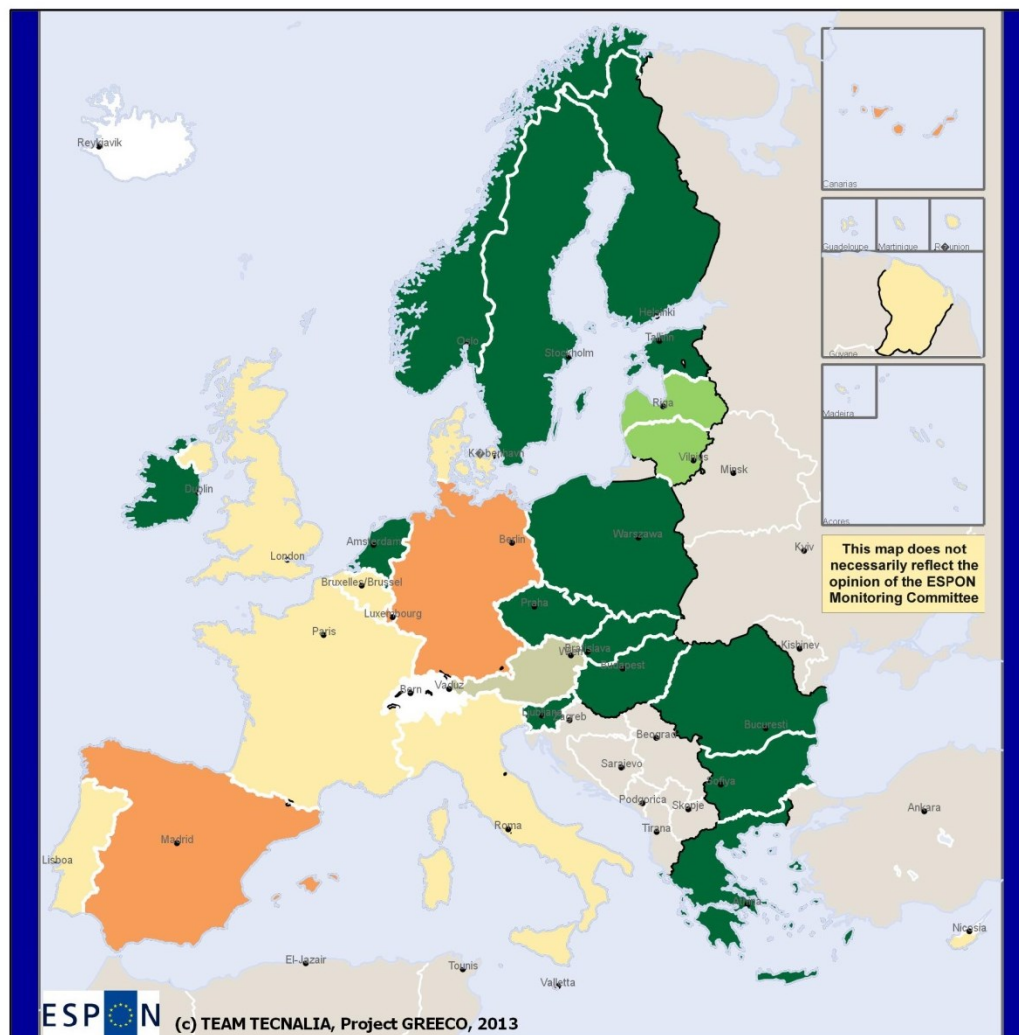 Reykjavik
Canarias
Guadeloupe
Martinique
R�union
Guyane
Madeira
Acores
This map does not
necessarily reflect the
opinion of the ESPON
Monitoring Committee
Helsinki
Tallinn
Oslo
Stockholm
Riga
K�benhavn
Vilnius
Minsk
Dublin
Amsterdam
Berlin
Warszawa
London
Kyiv
Bruxelles/Brussel
Praha
Luxembourg
Paris
Kishinev
Bratislava
Budapest
Bern
Vaduz
Ljubljana
Zagreb
Bucuresti
Beograd
Sarajevo
Sofiya
Podgorica
Skopje
Ankara
Roma
Tirana
Madrid
Lisboa
Nicosia
El-Jazair
Tounis
Valletta
ESPON
(c) TEAM TECNALIA, Project GREECO, 2013